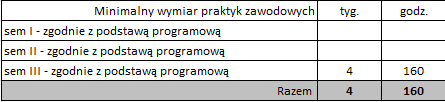 Minimalny wymiar praktyk zawodowych tyg. godz.
sem I - zgodnie z podstawą programową
sem II - zgodnie z podstawą programową
sem III - zgodnie z podstawą programową 4 160
Razem 4 160